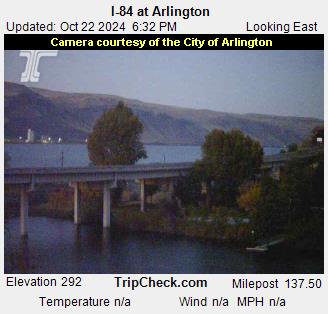 I-84 at Arlington
Updated: Oct 22 2024 6:32 PM Looking East
Camera courtesy of the City of Arlington
Elevation 292 TripCheck.com Milepost 137.50
Temperature n/a Wind n/a MPH n/a